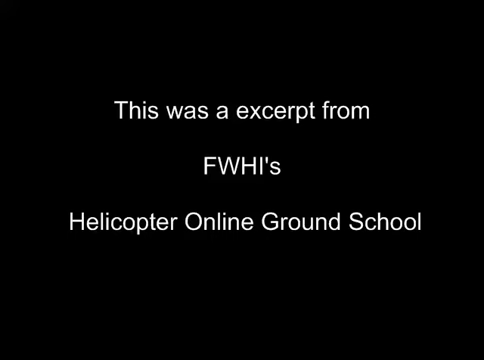 This was a excerpt from
FWHI's
Helicopter Online Ground School